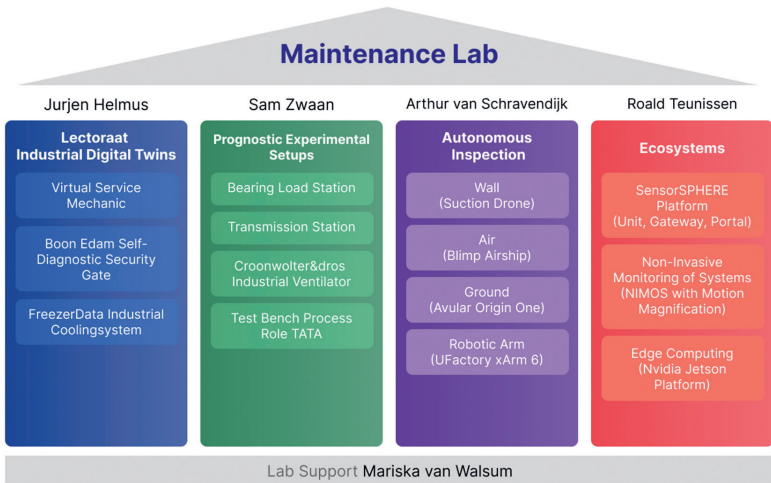 Maintenance Lab
Jurjen Helmus
Lectoraat
Industrial Digital Twins
Virtual Service
Mechanic
Boon Edam Self-
Diagnostic Security
Gate
FreezerData Industrial
Coolingsystem
Sam Zwaan
Prognostic Experimental
Setups
Bearing Load Station
Transmission Station
Croonwolter&dros
Industrial Ventilator
Test Bench Process
Role TATA
Arthur van Schravendijk
Autonomous
Inspection
Wall
(Suction Drone)
Air
(Blimp Airship)
Ground
(Avular Origin One)
Robotic Arm
(UFactory xArm 6)
Roald Teunissen
Ecosystems
SensorSPHERE
Platform
(Unit, Gateway, Portal)
Non-Invasive
Monitoring of Systems
(NIMOS with Motion
Magnification)
Edge Computing
(Nvidia Jetson
Platform)
Lab Support Mariska van Walsum